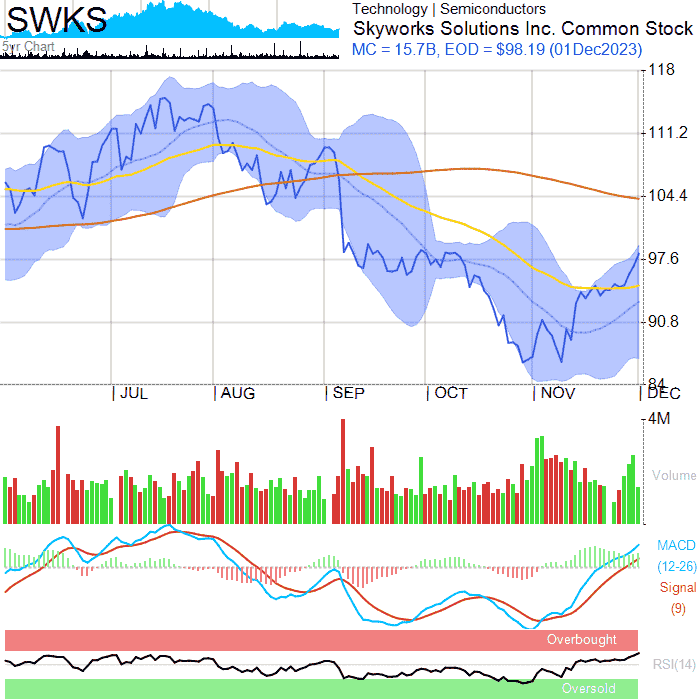 SWKS
Technology | Semiconductors
Skyworks Solutions Inc. Common Stock
MC = 15.7B, EOD = $98.19 (01Dec2023)
5yr Chart
118
111.2
104.4
97.6
90.8
84
JUL
AUG
SEP
OCT
NOV
DEC
4M
Volume
MACD
(12-26)
Signal
(9)
Overbought
RSI(14)
Oversold